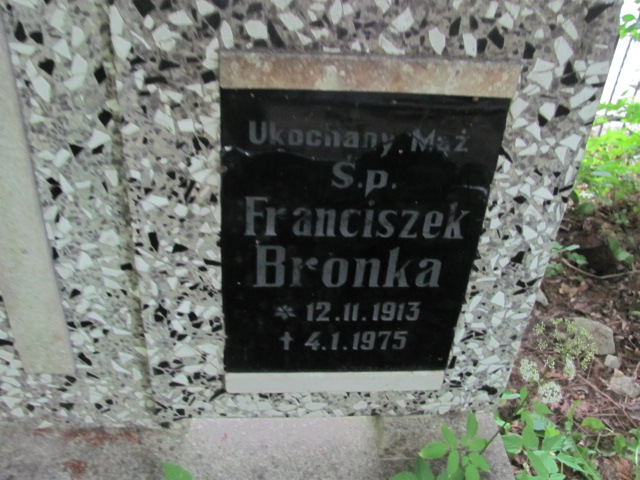 Ukochany Mąż
Ś.p.
Franciszek
Bronka
* 12.11.1913
† 4.1.1975